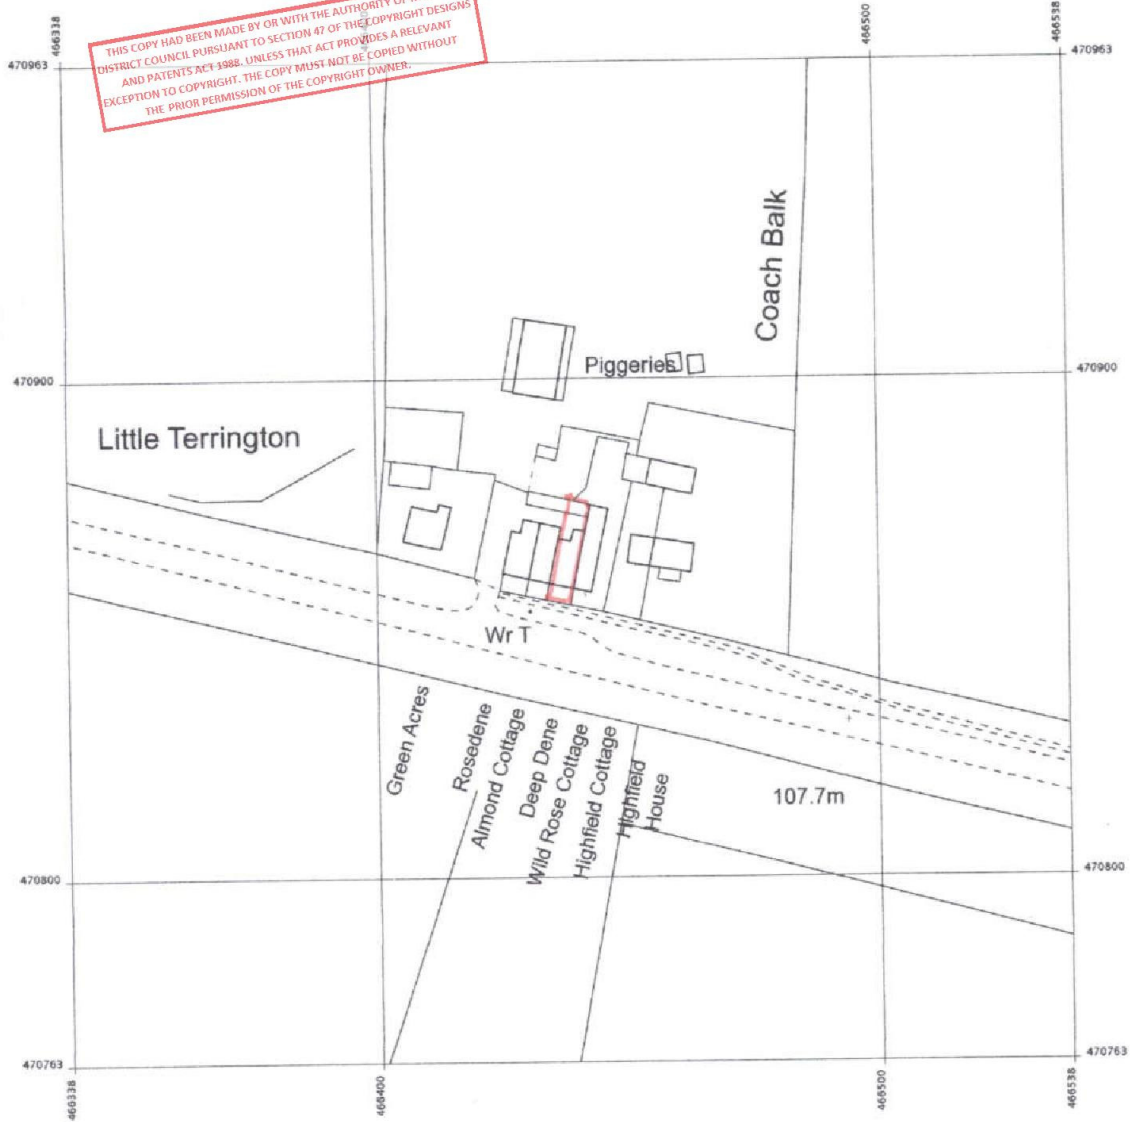 THIS COPY HAD BEEN MADE BY OR WITH THE AUTHORITY OF
DISTRICT COUNCIL PURSUANT TO SECTION 47 OF THE COPYRIGHT DESIGNS
AND PATENTS ACT 1988. UNLESS THAT ACT PROVIDES A RELEVANT
EXCEPTION TO COPYRIGHT. THE COPY MUST NOT BE COPIED WITHOUT
THE PRIOR PERMISSION OF THE COPYRIGHT OWNER.
466338
466500
466538
470963
470963
Coach Balk
Piggeries
470900
470900
Little Terrington
Wr T
Green Acres
Rosedene
Almond Cottage
Deep Dene
Wild Rose Cottage
Highfield Cottage
Highfield
House
107.7m
470800
470800
470763
470763
466338
466400
466500
466538